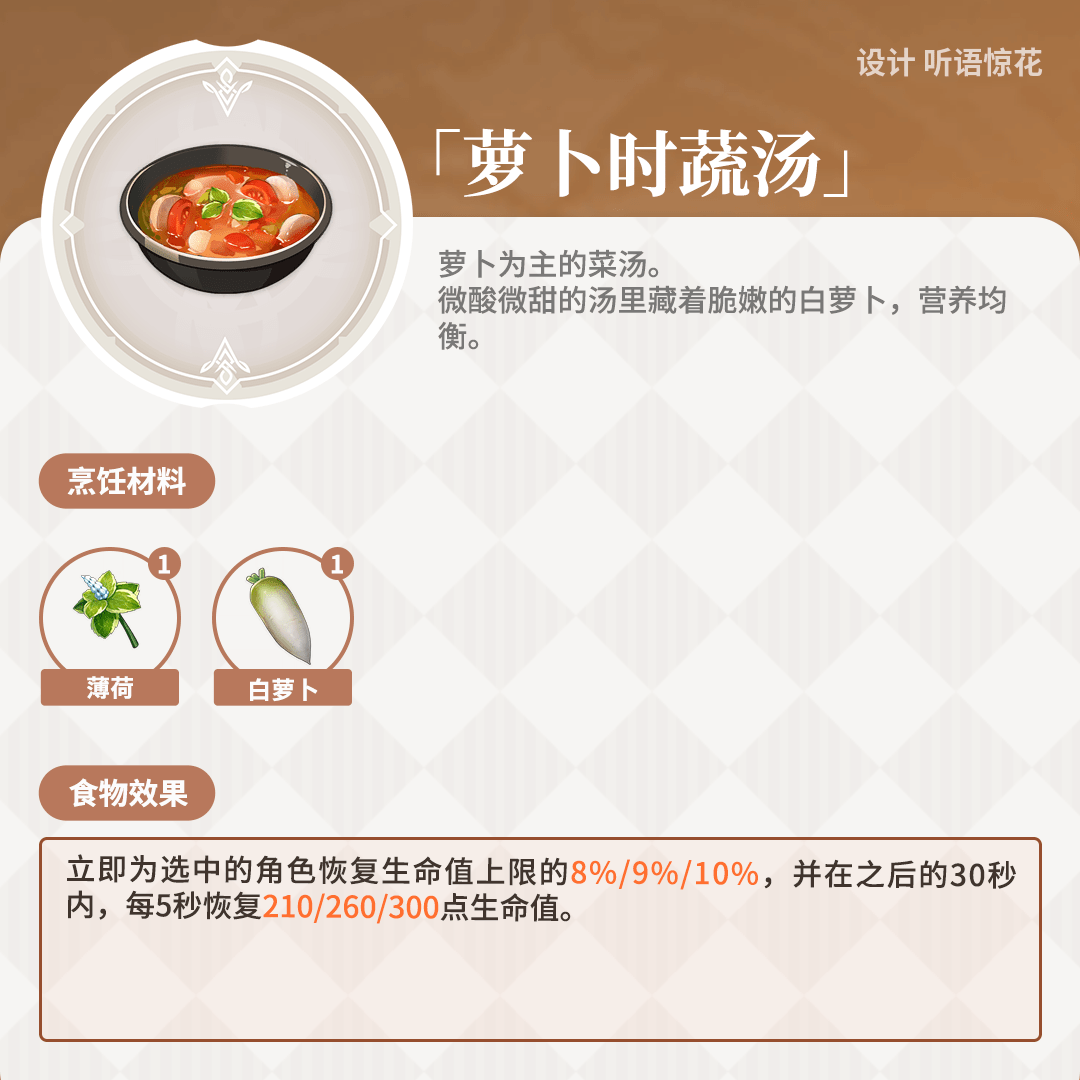 设计 听语惊花
「萝卜时蔬汤」
萝卜为主的菜汤。
微酸微甜的汤里藏着脆嫩的白萝卜，营养均
衡。
烹饪材料
1
1
薄荷
白萝卜
食物效果
立即为选中的角色恢复生命值上限的8%/9%/10%，并在之后的30秒
内，每5秒恢复210/260/300点生命值。